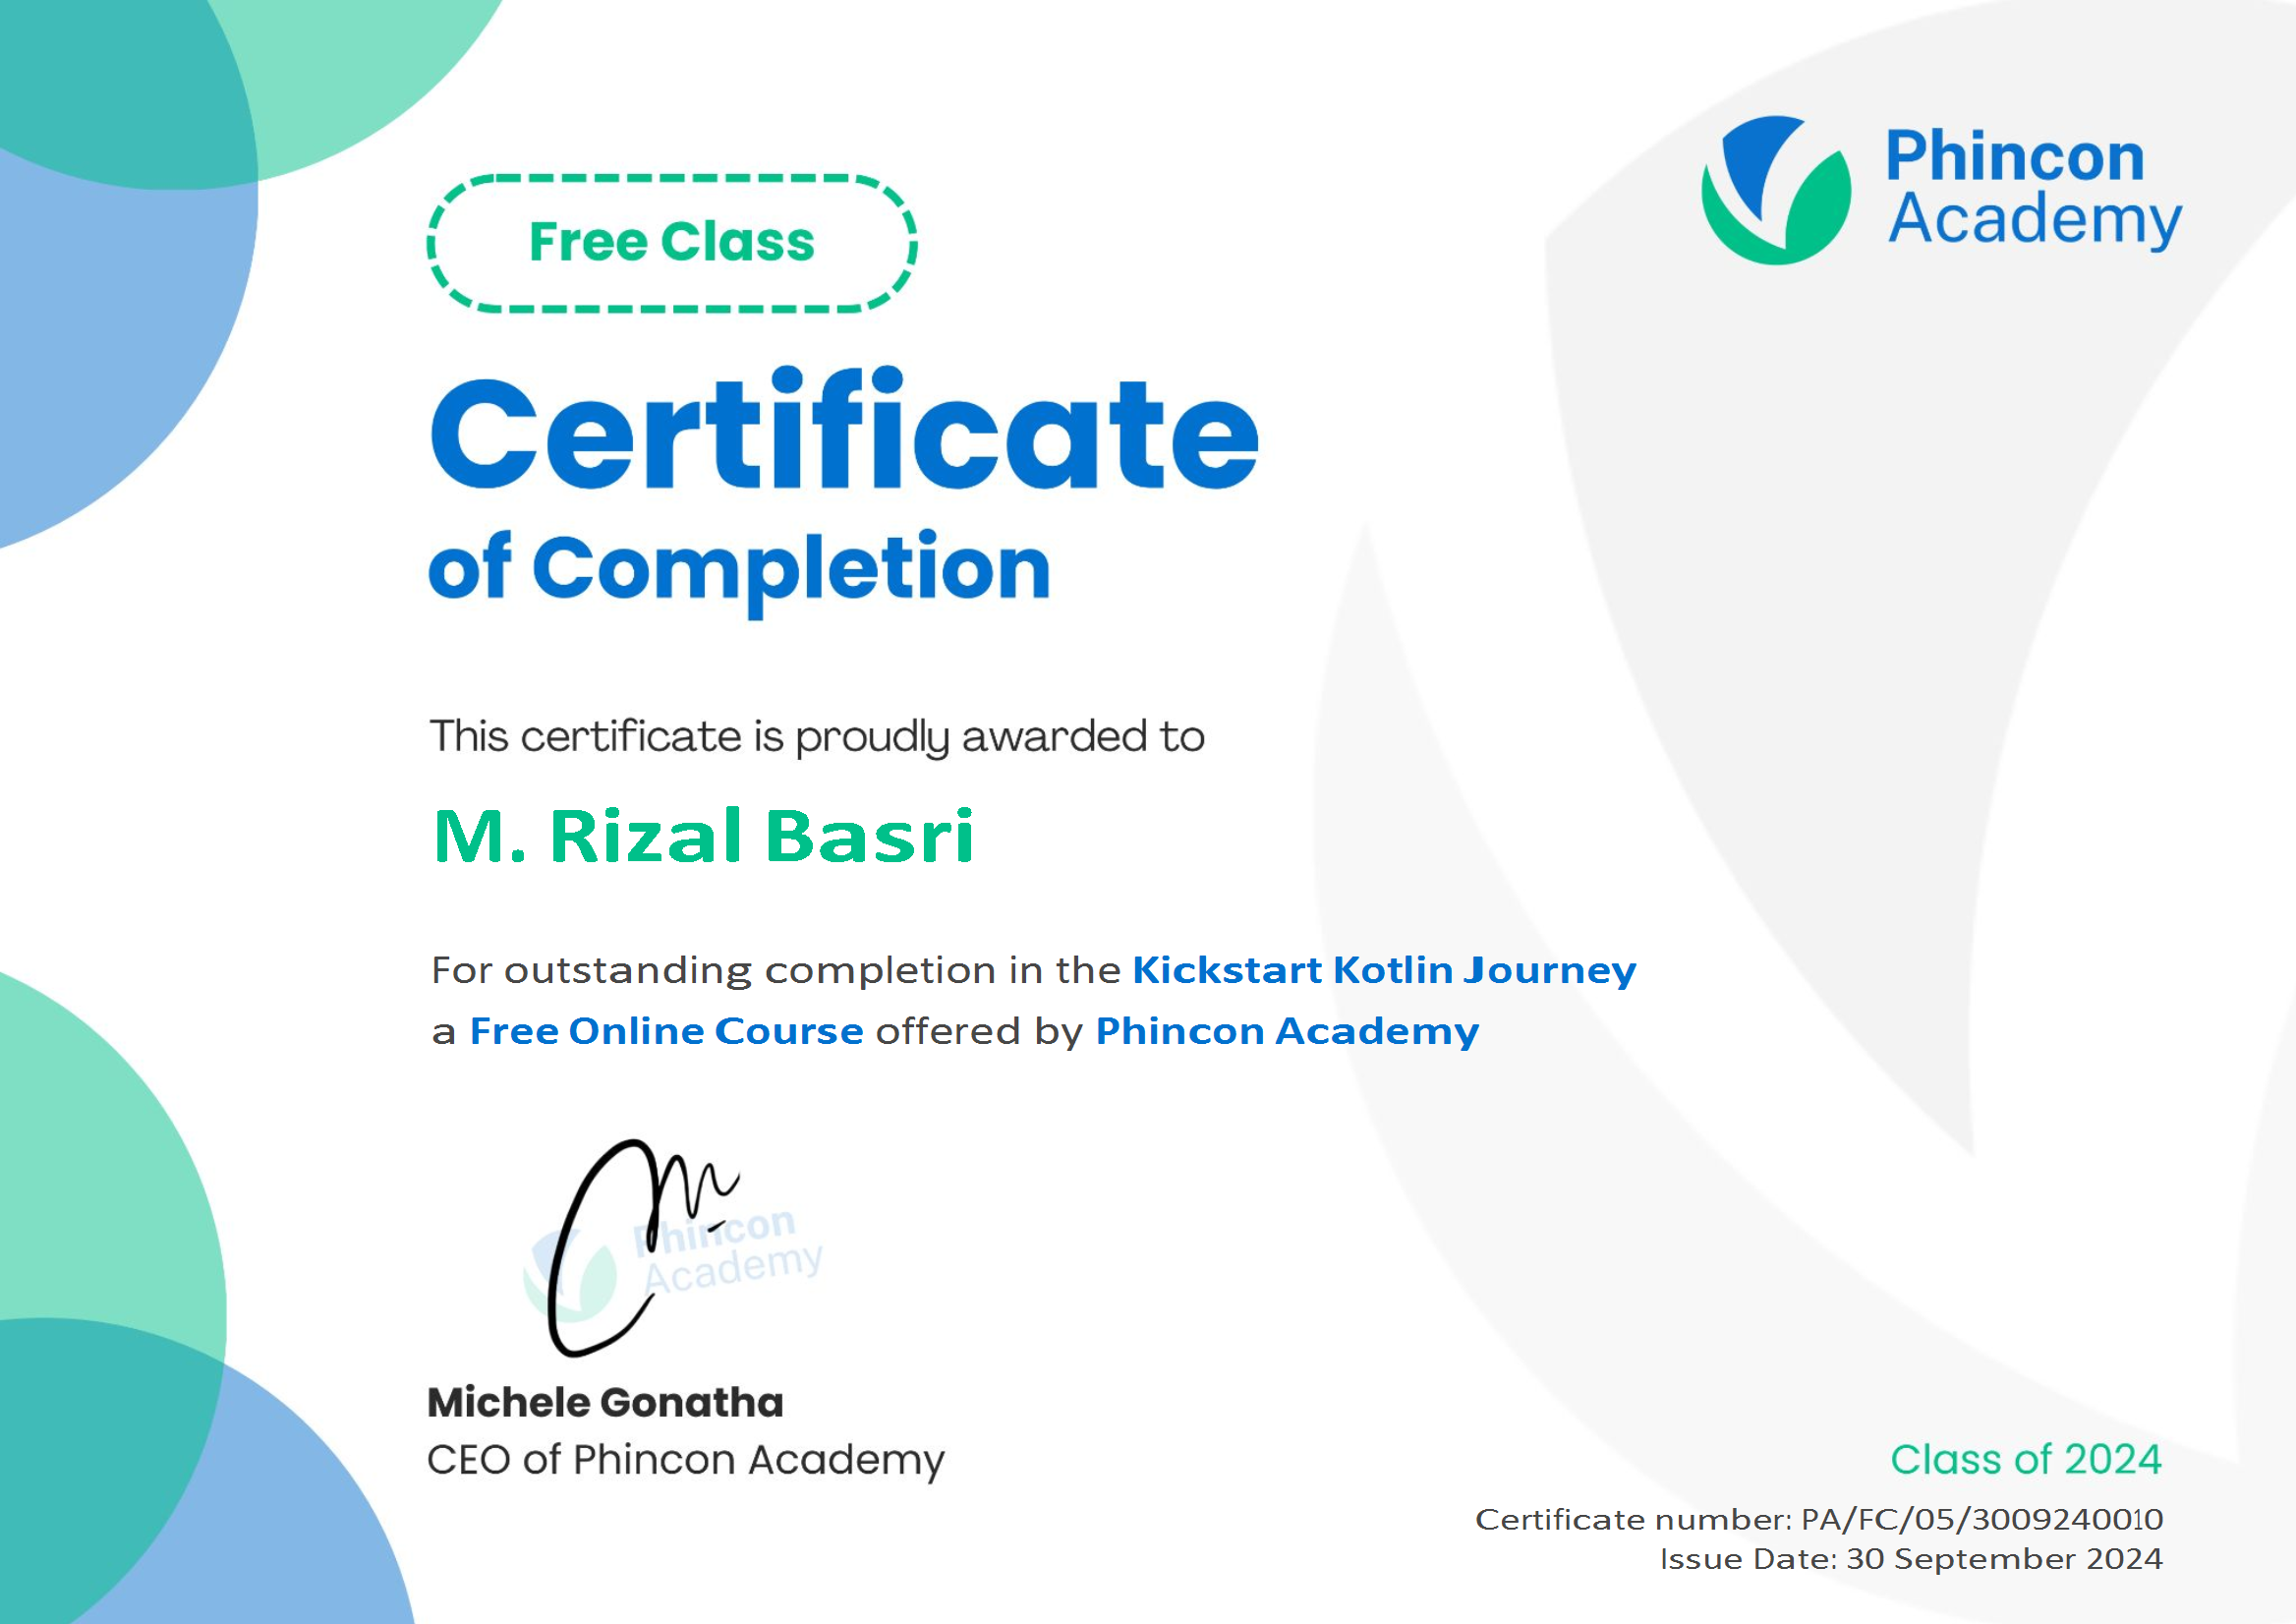 Phincon
Academy
Free Class
Certificate
of Completion
This certificate is proudly awarded to
M. Rizal Basri
For outstanding completion in the Kickstart Kotlin Journey
a Free Online Course offered by Phincon Academy
Phincon
Academy
Michele Gonatha
CEO of Phincon Academy
Class of 2024
Certificate number: PA/FC/05/3009240010
Issue Date: 30 September 2024